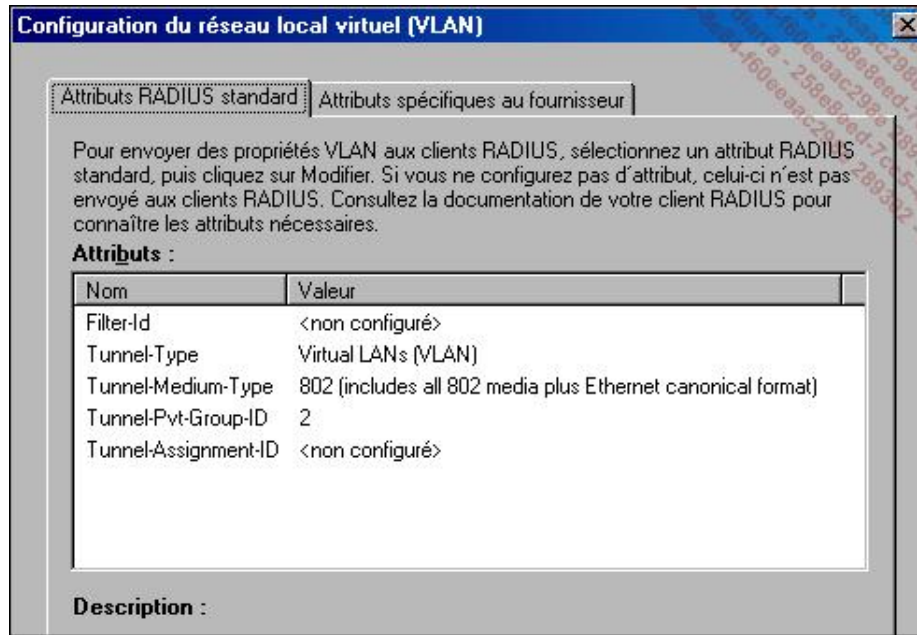 Configuration du réseau local virtuel (VLAN)
Attributs RADIUS standard
Attributs spécifiques au fournisseur
Pour envoyer des propriétés VLAN aux clients RADIUS, sélectionnez un attribut RADIUS
standard, puis cliquez sur Modifier. Si vous ne configurez pas d'attribut, celui-ci n'est pas
envoyé aux clients RADIUS. Consultez la documentation de votre client RADIUS pour
connaître les attributs nécessaires.
Attributs :
Nom Valeur
Filter-Id <non configuré>
Tunnel-Type Virtual LANs (VLAN)
Tunnel-Medium-Type 802 (includes all 802 media plus Ethernet canonical format)
Tunnel-Pvt-Group-ID 2
Tunnel-Assignment-ID <non configuré>
Description :